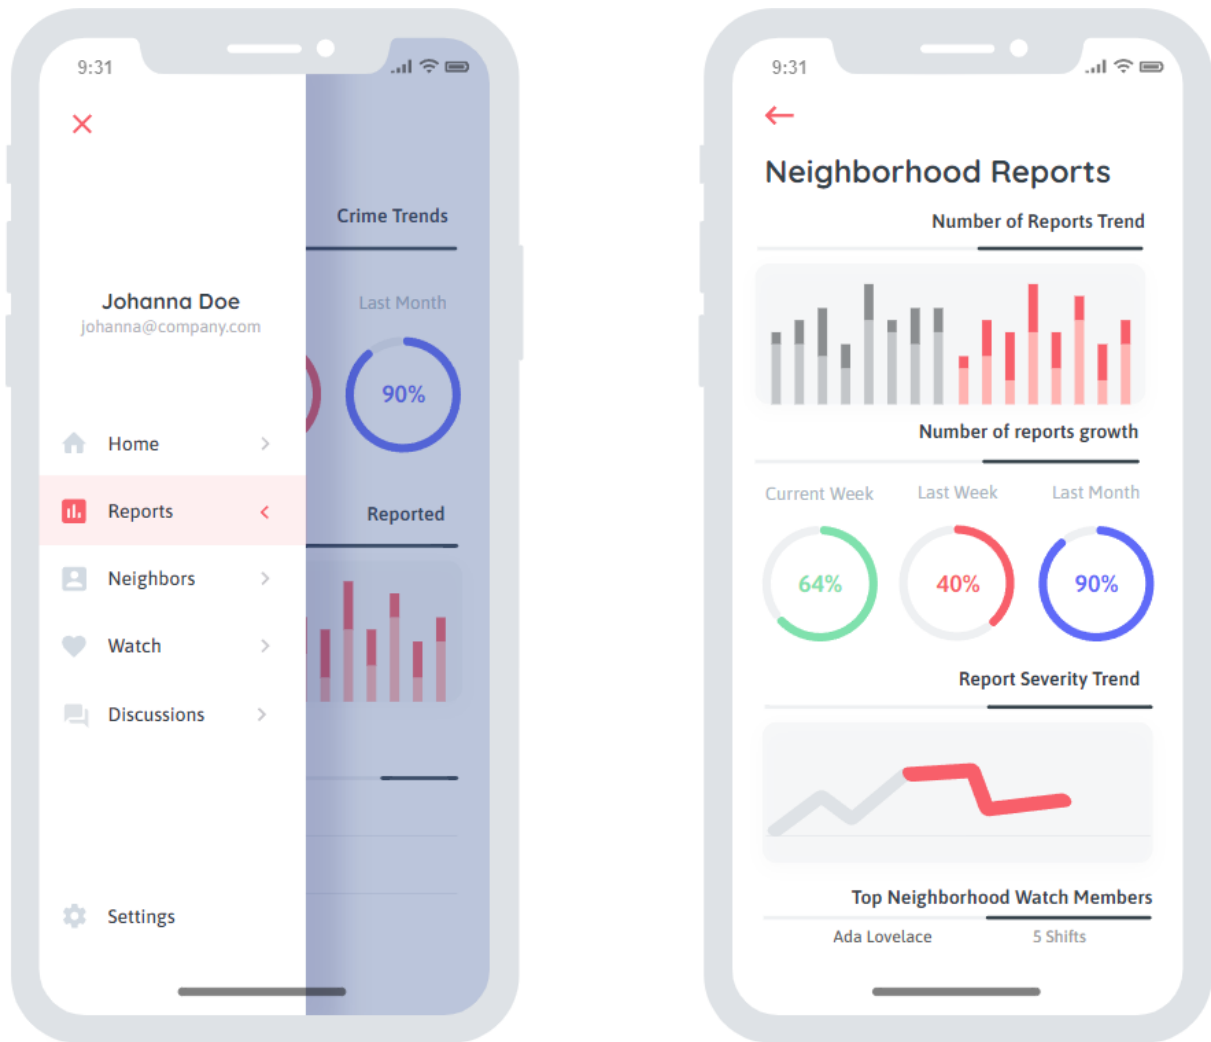 9:31
Crime Trends
Last Month
90%
Johanna Doe
johanna@company.com
Home
Reports
Reported
Neighbors
Watch
Discussions
Settings
9:31
Neighborhood Reports
Number of Reports Trend
Number of reports growth
Current Week Last Week Last Month
64% 40% 90%
Report Severity Trend
Top Neighborhood Watch Members
Ada Lovelace 5 Shifts